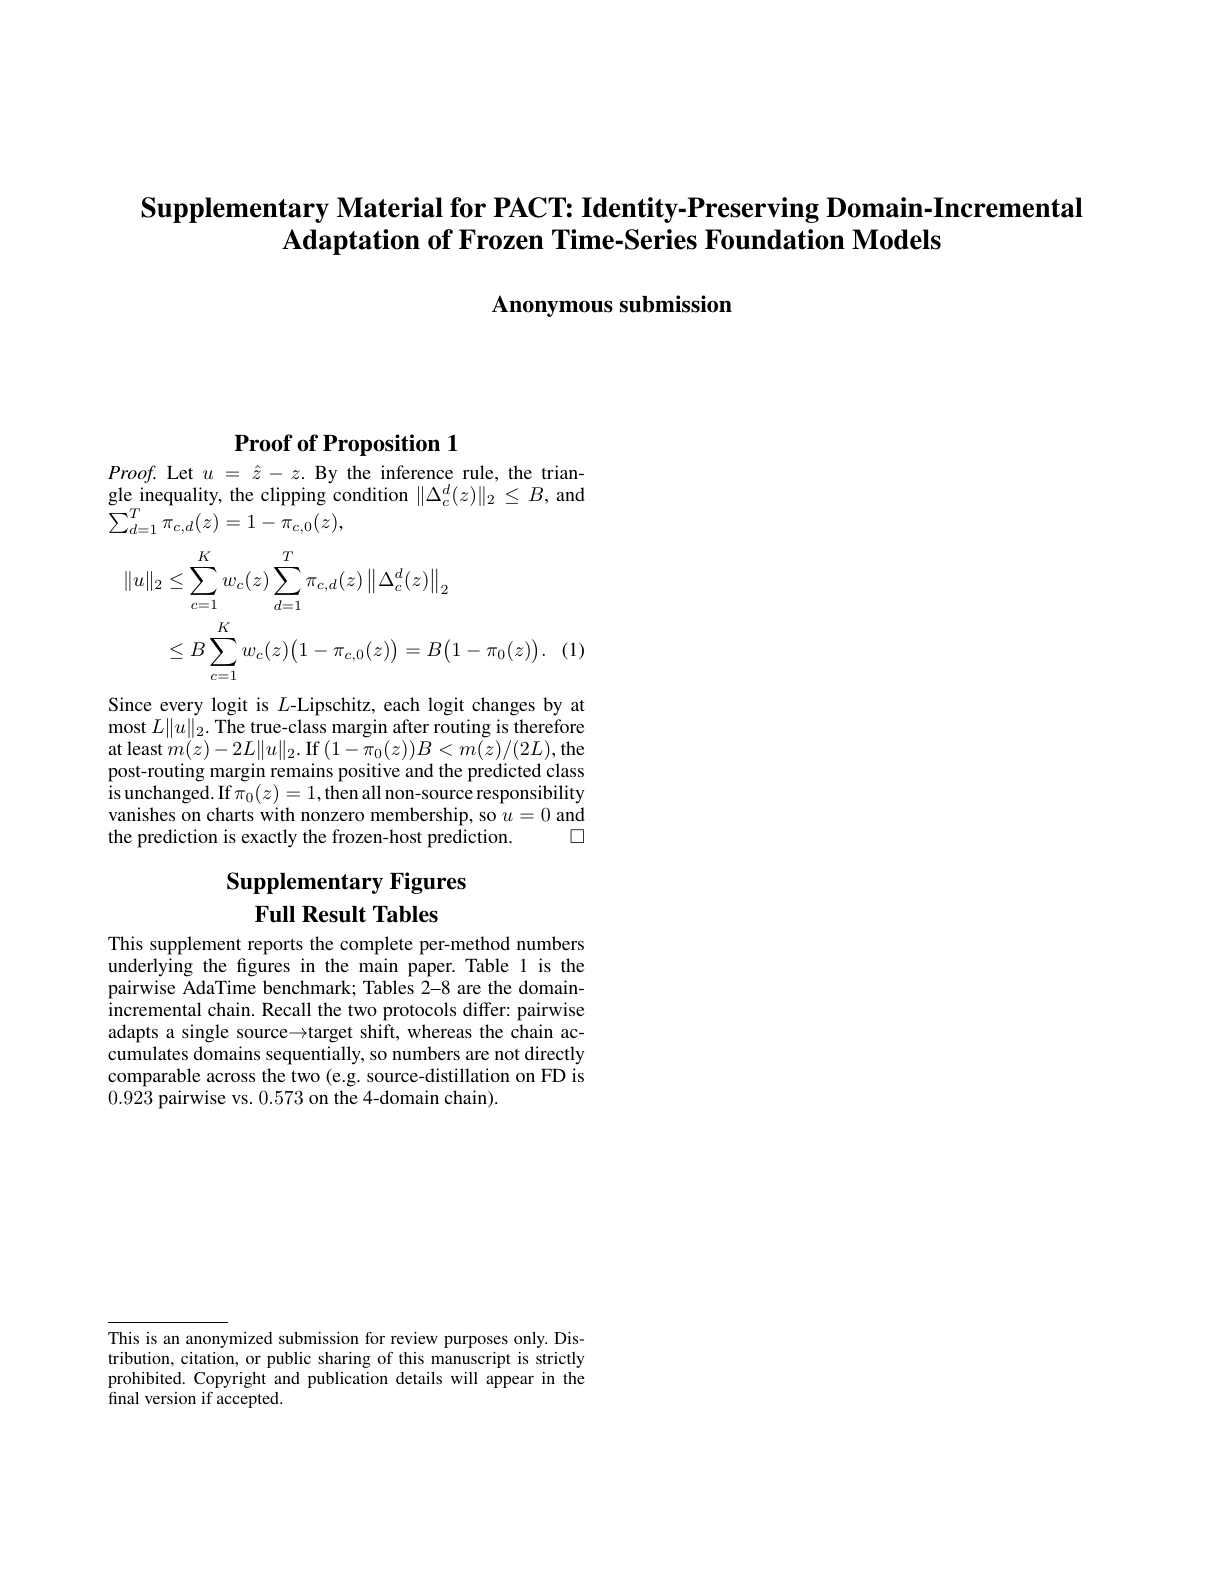 Supplementary Material for PACT: Identity-Preserving Domain-Incremental
Adaptation of Frozen Time-Series Foundation Models
Anonymous submission
Proof of Proposition 1
Proof. Let u = ẑ − z. By the inference rule, the trian-
gle inequality, the clipping condition ‖Δ_c^d(z)‖₂ ≤ B, and
∑_{d=1}^T π_{c,d}(z) = 1 − π_{c,0}(z),
‖u‖₂ ≤ ∑_{c=1}^K w_c(z) ∑_{d=1}^T π_{c,d}(z) ‖Δ_c^d(z)‖₂
≤ B ∑_{c=1}^K w_c(z)(1 − π_{c,0}(z)) = B(1 − π₀(z)). (1)
Since every logit is L-Lipschitz, each logit changes by at
most L‖u‖₂. The true-class margin after routing is therefore
at least m(z) − 2L‖u‖₂. If (1 − π₀(z))B < m(z)/(2L), the
post-routing margin remains positive and the predicted class
is unchanged. If π₀(z) = 1, then all non-source responsibility
vanishes on charts with nonzero membership, so u = 0 and
the prediction is exactly the frozen-host prediction. □
Supplementary Figures
Full Result Tables
This supplement reports the complete per-method numbers
underlying the figures in the main paper. Table 1 is the
pairwise AdaTime benchmark; Tables 2–8 are the domain-
incremental chain. Recall the two protocols differ: pairwise
adapts a single source→target shift, whereas the chain ac-
cumulates domains sequentially, so numbers are not directly
comparable across the two (e.g. source-distillation on FD is
0.923 pairwise vs. 0.573 on the 4-domain chain).
This is an anonymized submission for review purposes only. Dis-
tribution, citation, or public sharing of this manuscript is strictly
prohibited. Copyright and publication details will appear in the
final version if accepted.